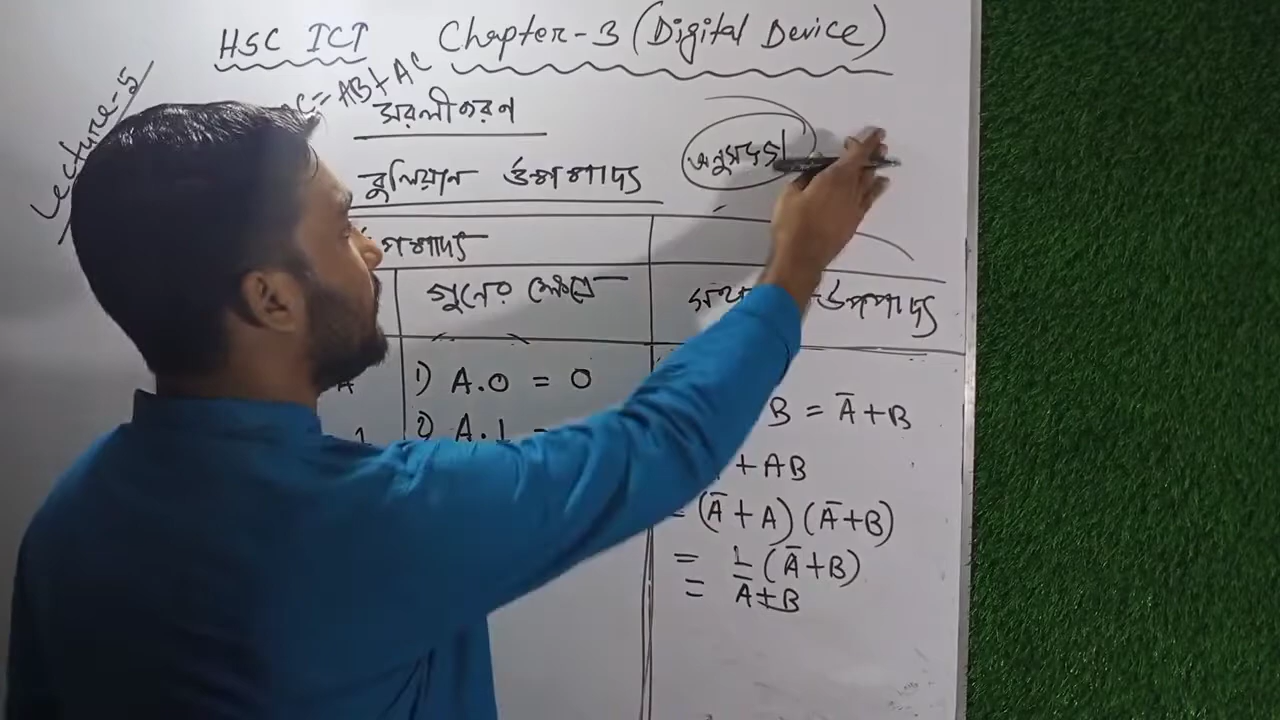 HSC ICT Chapter-3 (Digital Device)
Lecture-5
C = AB + AC
সরলীকরণ
বুলিয়ান উপপাদ্য
গুনের ক্ষেত্রে
উপপাদ্য
A
1) A.0 = 0
B = A̅ + B
1
2) A.1 =
+ AB
= (A̅ + A) (A̅ + B)
= 1 (A̅ + B)
= A̅ + B